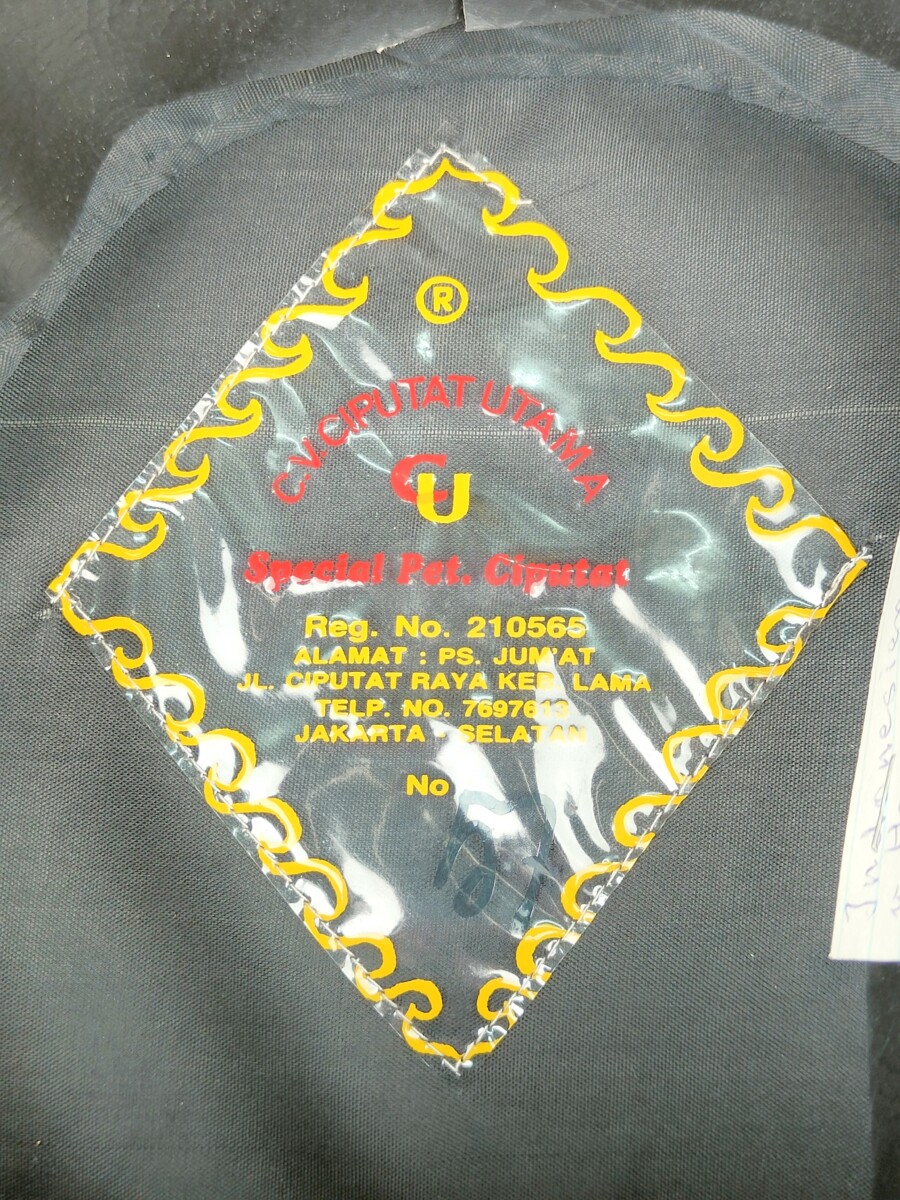 ®
C.V. CIPUTAT UTAMA
CU
Special Pet. Ciputat
Reg. No. 210565
ALAMAT : PS. JUM'AT
JL. CIPUTAT RAYA KEB. LAMA
TELP. NO. 7697613
JAKARTA - SELATAN
No
Indonesian